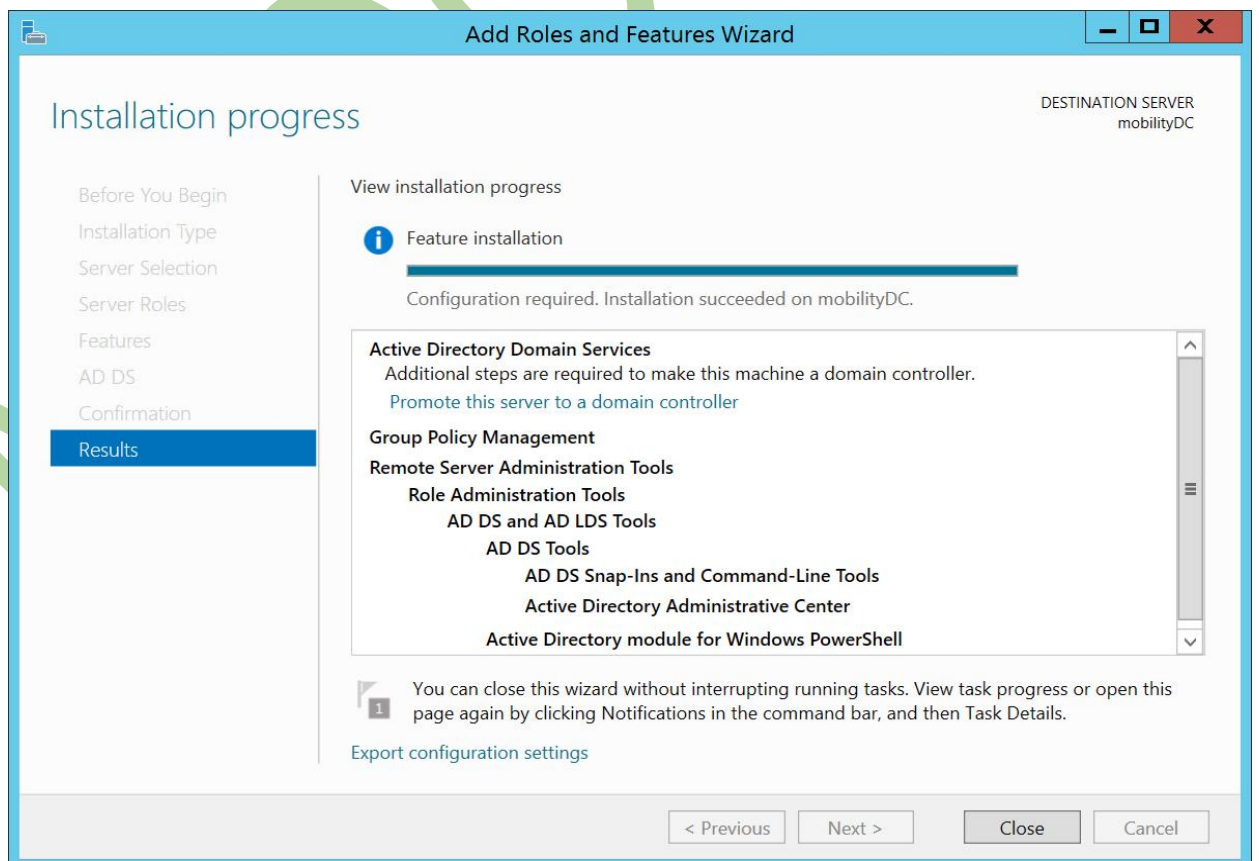 Add Roles and Features Wizard
Installation progress
DESTINATION SERVER
mobilityDC
Before You Begin
Installation Type
Server Selection
Server Roles
Features
AD DS
Confirmation
Results
View installation progress
Feature installation
Configuration required. Installation succeeded on mobilityDC.
Active Directory Domain Services
Additional steps are required to make this machine a domain controller.
Promote this server to a domain controller
Group Policy Management
Remote Server Administration Tools
Role Administration Tools
AD DS and AD LDS Tools
AD DS Tools
AD DS Snap-Ins and Command-Line Tools
Active Directory Administrative Center
Active Directory module for Windows PowerShell
1
You can close this wizard without interrupting running tasks. View task progress or open this
page again by clicking Notifications in the command bar, and then Task Details.
Export configuration settings
< Previous
Next >
Close
Cancel